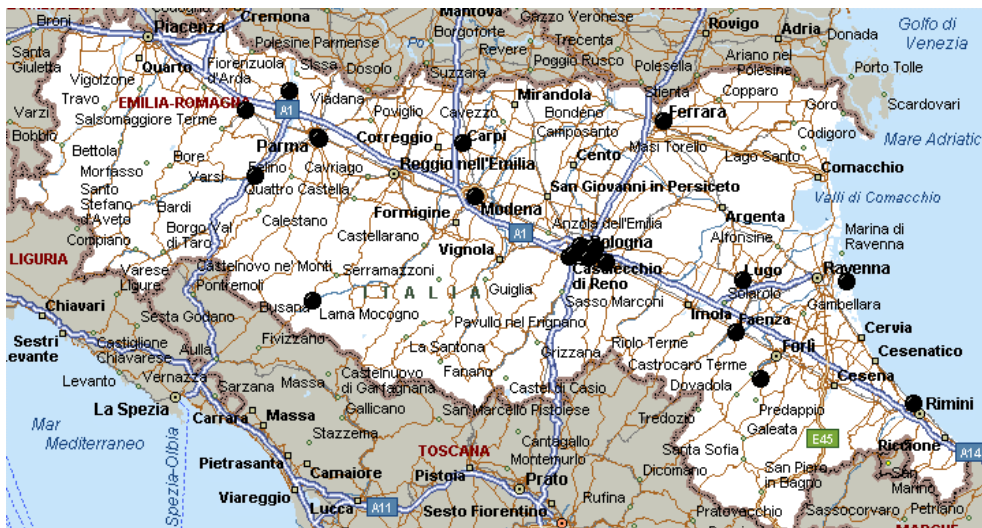 Broni
Piacenza
Cremona
Mantova
Gazzo Veronese
Rovigo
Adria
Donada
Golfo di
Venezia
Santa
Giuletta
Polesine Parmense
Borgoforte
Trecenta
Ariano nel
Polesine
Quarto
Fiorenzuola
d'Arda
Sissa
Dosolo
Po
Revere
Poggio Rusco
Polesella
Porto Tolle
Vigolzone
Suzzara
Travo
EMILIA-ROMAGNA
A1
Viadana
Mirandola
Stienta
Copparo
Goro
Scardovari
Varzi
Salsomaggiore Terme
Poviglio
Cavezzo
Bondeno
Ferrara
Bobbio
Parma
Correggio
Carpi
Camposanto
Masi Torello
Codigoro
Mare Adriatic
Bettola
Bore
Cavriago
Reggio nell'Emilia
Cento
Lago Santo
Morfasso
Varsi
Felino
Comacchio
Santo
Stefano
d'Aveto
Quattro Castella
San Giovanni in Persiceto
Valli di Comacchio
Bardi
Calestano
Formigine
Modena
Argenta
Borgo Val
di Taro
Castellarano
A1
Anzola dell'Emilia
Alfonsine
Marina di
Ravenna
Coppiano
Vignola
Bologna
LIGURIA
Varese
Ligure
Castelnovo ne' Monti
Serramazzoni
Casalecchio
di Reno
Lugo
Ravenna
Pontremoli
Guiglia
Solarolo
Chiavari
Busana
ITALIA
Sasso Marconi
Gambellara
Sesta Godano
Lama Mocogno
Imola
Faenza
Pavullo nel Frignano
Cervia
Sestri
Levante
Castiglione
Chiavarese
Aulla
Fivizzano
La Santona
Grizzana
Riolo Terme
Forlì
Cesenatico
Castelnuovo
di Garfagnana
Fanano
Castrocaro Terme
Levanto
Vernazza
Sarzana
Massa
Castel di Casio
Dovadola
Cesena
La Spezia
Carrara
Massa
Gallicano
San Marcello Pistoiese
Tredozio
Predappio
Rimini
Mar
Mediterraneo
Stazzema
Cantagallo
Galeata
Riccione
Spezia-Olbia
Pietrasanta
TOSCANA
Montemurlo
Santa Sofia
E45
A14
Camaiore
Pistoia
Dicomano
San Piero
in Bagno
San
Marino
Viareggio
Prato
Rufina
Lucca
A11
Sesto Fiorentino
Pratovecchio
Sassocorvaro
Petriano
MARCHE